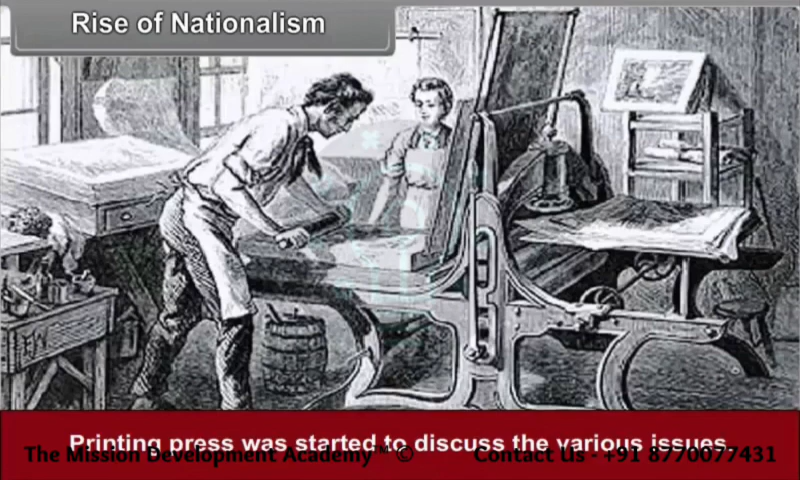 Rise of Nationalism
Printing press was started to discuss the various issues.
The Mission Development Academy™ © Contact Us - +91 8770077431